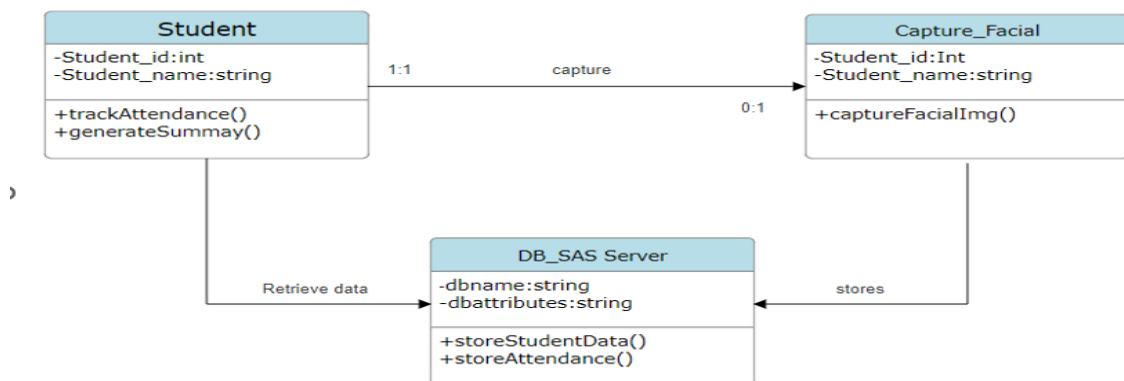 Student
-Student_id:int
-Student_name:string
+trackAttendance()
+generateSummay()
1:1
capture
0:1
Capture_Facial
-Student_id:Int
-Student_name:string
+captureFacialImg()
Retrieve data
DB_SAS Server
-dbname:string
-dbattributes:string
+storeStudentData()
+storeAttendance()
stores